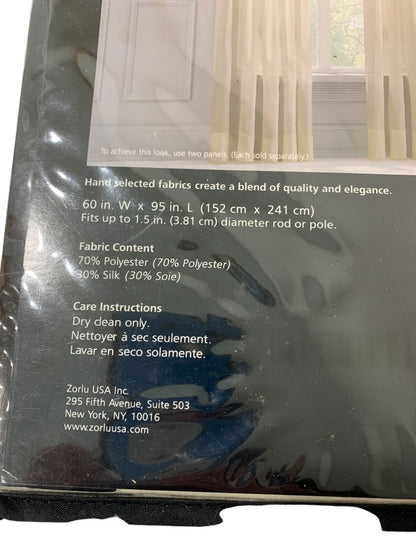 To achieve this look, use two panels. (Each sold separately.)
Hand selected fabrics create a blend of quality and elegance.
60 in. W x 95 in. L (152 cm x 241 cm)
Fits up to 1.5 in. (3.81 cm) diameter rod or pole.
Fabric Content
70% Polyester (70% Polyester)
30% Silk (30% Soie)
Care Instructions
Dry clean only.
Nettoyer à sec seulement.
Lavar en seco solamente.
Zorlu USA Inc.
295 Fifth Avenue, Suite 503
New York, NY, 10016
www.zorluusa.com